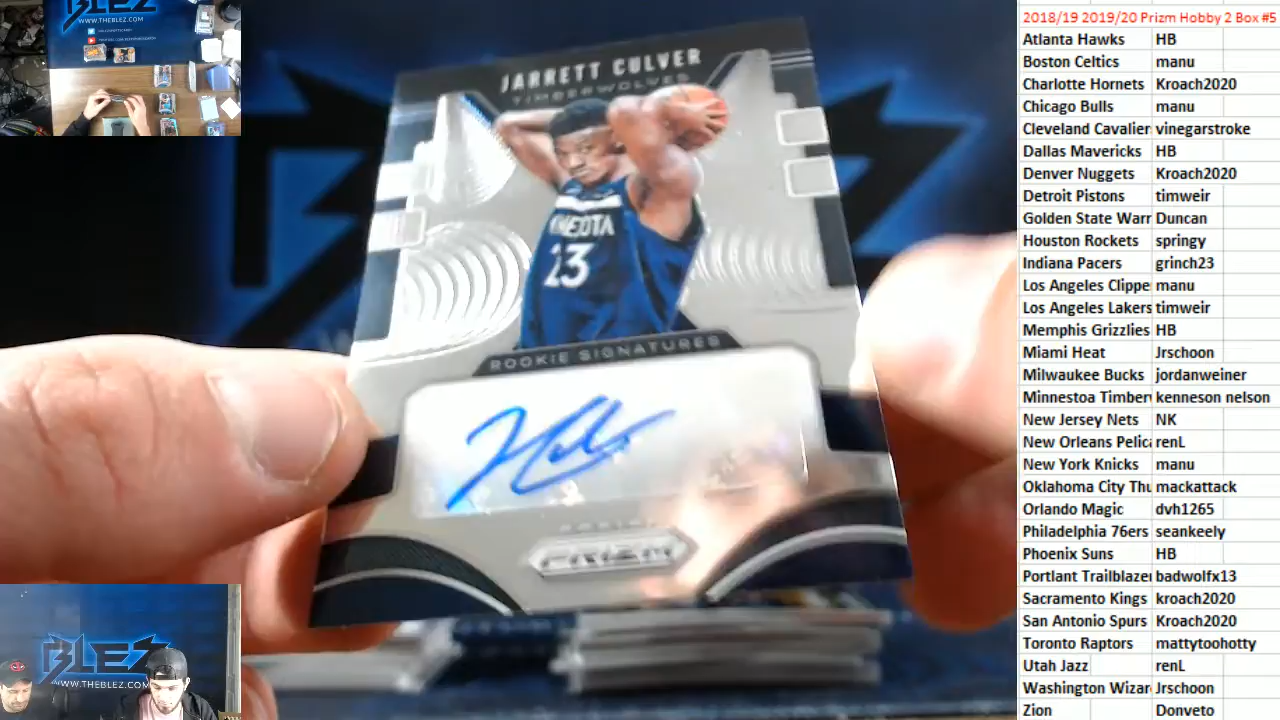 BLEZ
WWW.THEBLEZ.COM
JARRETT CULVER
TIMBERWOLVES
23
ROOKIE SIGNATURES
PANINI
PRIZM
BLEZ
WWW.THEBLEZ.COM
2018/19 2019/20 Prizm Hobby 2 Box #5
Atlanta Hawks HB
Boston Celtics manu
Charlotte Hornets Kroach2020
Chicago Bulls manu
Cleveland Cavalier vinegarstroke
Dallas Mavericks HB
Denver Nuggets Kroach2020
Detroit Pistons timweir
Golden State Warr Duncan
Houston Rockets springy
Indiana Pacers grinch23
Los Angeles Clippe manu
Los Angeles Lakers timweir
Memphis Grizzlies HB
Miami Heat Jrschoon
Milwaukee Bucks jordanweiner
Minnestoa Timberv kenneson nelson
New Jersey Nets NK
New Orleans Pelica renL
New York Knicks manu
Oklahoma City Thu mackattack
Orlando Magic dvh1265
Philadelphia 76ers seankeely
Phoenix Suns HB
Portlant Trailblazer badwolfx13
Sacramento Kings kroach2020
San Antonio Spurs Kroach2020
Toronto Raptors mattytoohotty
Utah Jazz renL
Washington Wizar Jrschoon
Zion Donveto